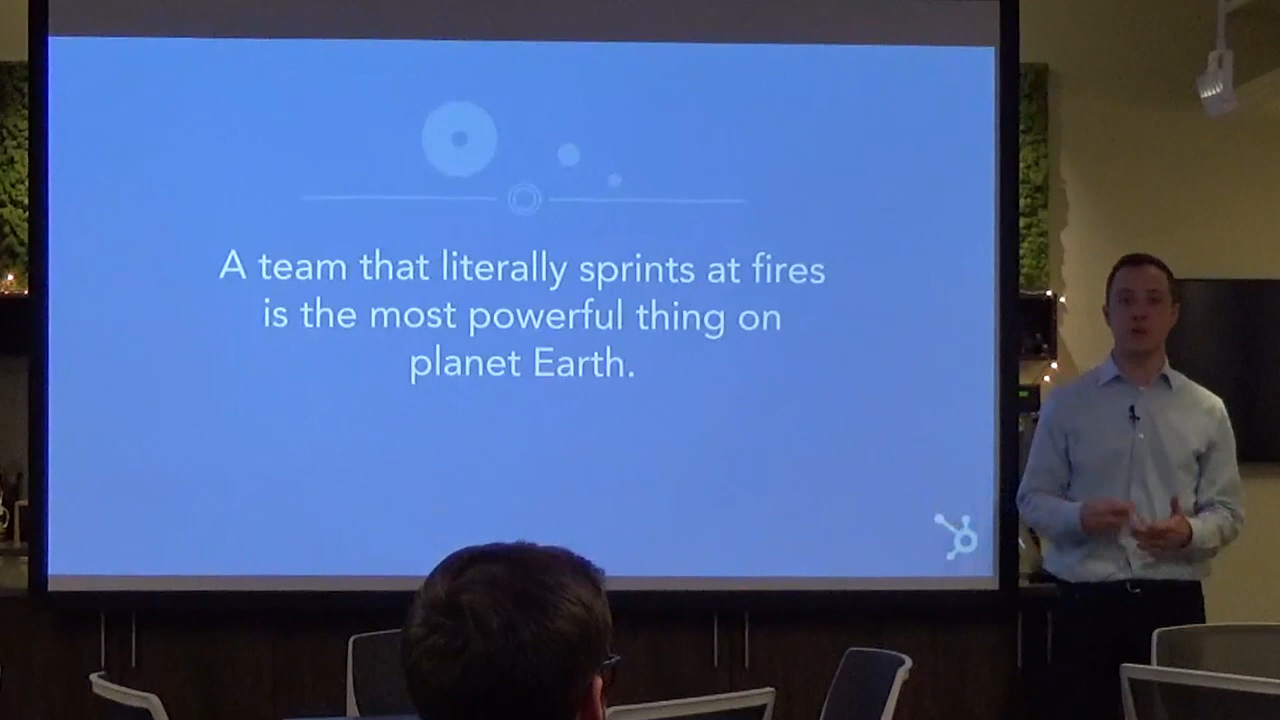 A team that literally sprints at fires
is the most powerful thing on
planet Earth.